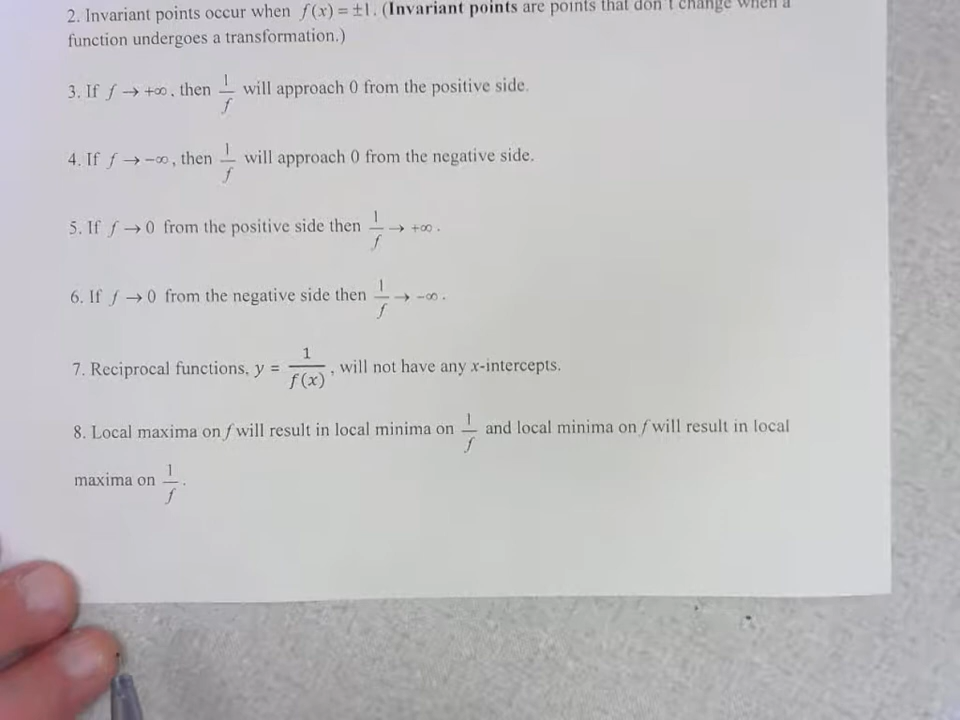 2. Invariant points occur when f(x) = ±1. (Invariant points are points that don't change when a
function undergoes a transformation.)
3. If f → +∞, then 1/f will approach 0 from the positive side.
4. If f → −∞, then 1/f will approach 0 from the negative side.
5. If f → 0 from the positive side then 1/f → +∞.
6. If f → 0 from the negative side then 1/f → −∞.
7. Reciprocal functions, y = 1/f(x), will not have any x-intercepts.
8. Local maxima on f will result in local minima on 1/f and local minima on f will result in local
maxima on 1/f.